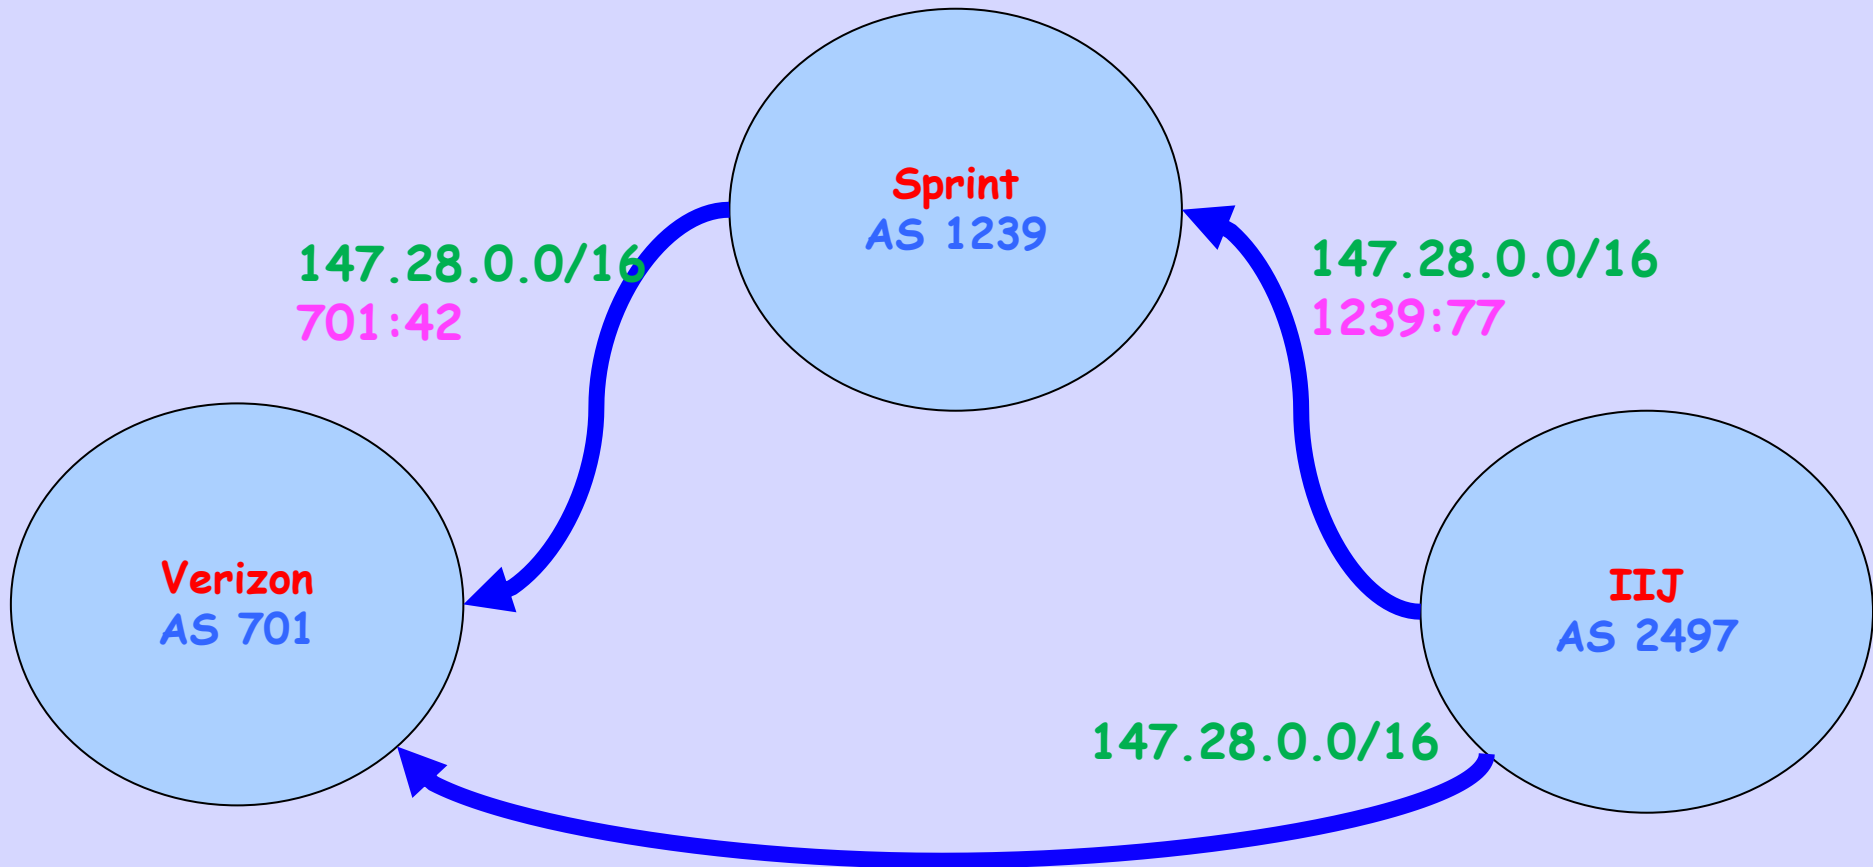 Sprint
AS 1239
147.28.0.0/16
701:42
147.28.0.0/16
1239:77
Verizon
AS 701
IIJ
AS 2497
147.28.0.0/16